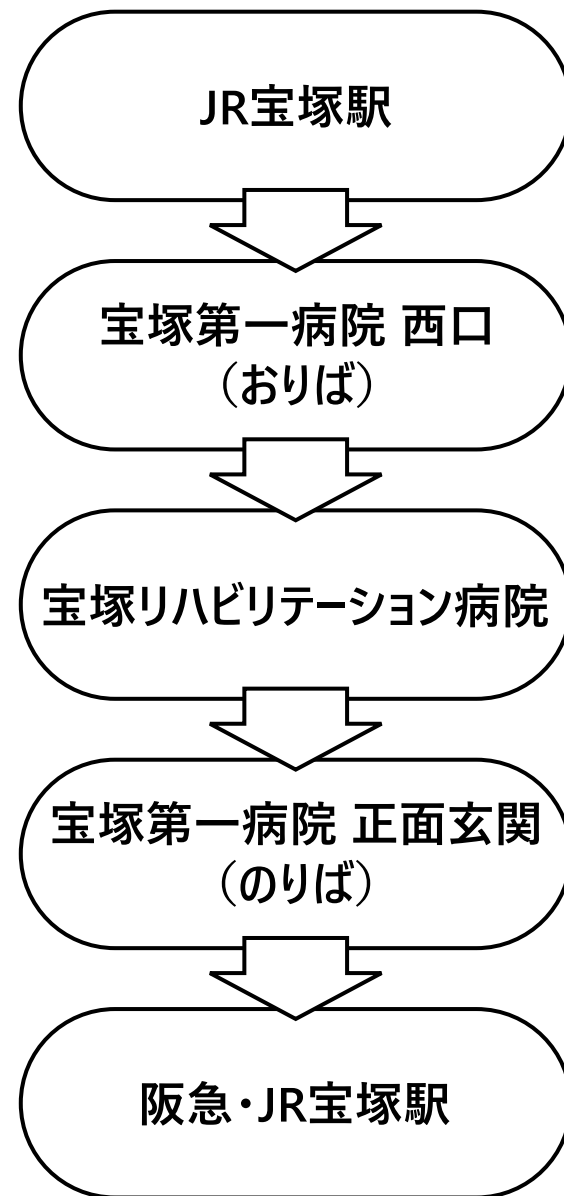 JR宝塚駅
宝塚第一病院 西口
（おりば）
宝塚リハビリテーション病院
宝塚第一病院 正面玄関
（のりば）
阪急・JR宝塚駅